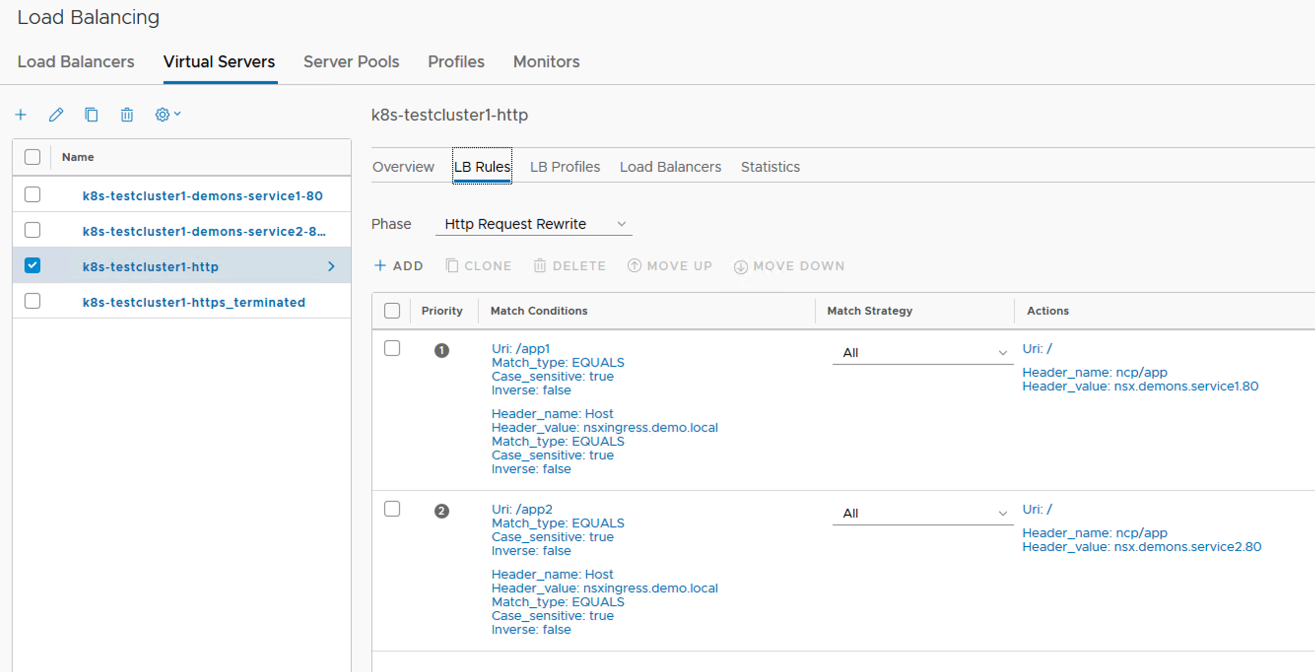 Load Balancing
Load Balancers Virtual Servers Server Pools Profiles Monitors
Name
k8s-testcluster1-demons-service1-80
k8s-testcluster1-demons-service2-8...
k8s-testcluster1-http
k8s-testcluster1-https_terminated
k8s-testcluster1-http
Overview LB Rules LB Profiles Load Balancers Statistics
Phase Http Request Rewrite
+ ADD CLONE DELETE MOVE UP MOVE DOWN
Priority Match Conditions Match Strategy Actions
1 Uri: /app1 All Uri: /
Match_type: EQUALS
Case_sensitive: true Header_name: ncp/app
Inverse: false Header_value: nsx.demons.service1.80
Header_name: Host
Header_value: nsxingress.demo.local
Match_type: EQUALS
Case_sensitive: true
Inverse: false
2 Uri: /app2 All Uri: /
Match_type: EQUALS
Case_sensitive: true Header_name: ncp/app
Inverse: false Header_value: nsx.demons.service2.80
Header_name: Host
Header_value: nsxingress.demo.local
Match_type: EQUALS
Case_sensitive: true
Inverse: false